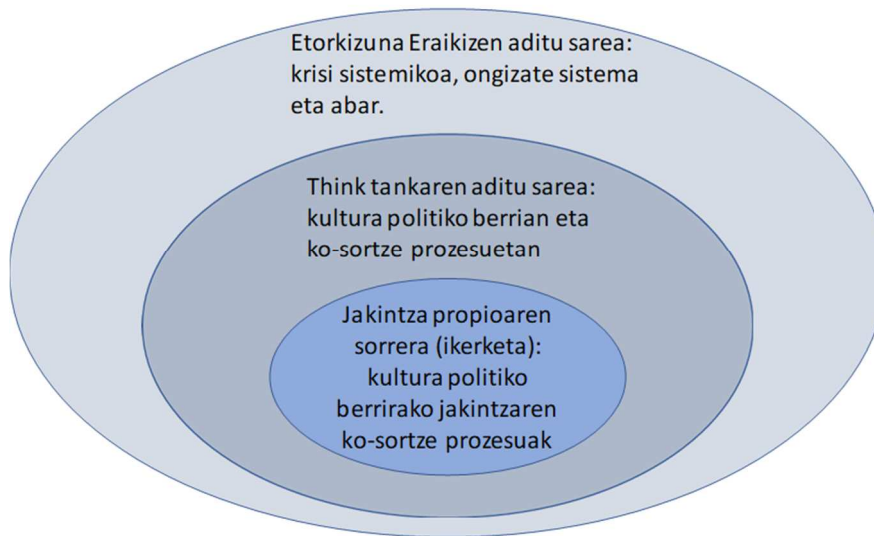 Etorkizuna Eraikizen aditu sarea:
krisi sistemikoa, ongizate sistema
eta abar.
Think tankaren aditu sarea:
kultura politiko berrian eta
ko-sortze prozesuetan
Jakintza propioaren
sorrera (ikerketa):
kultura politiko
berrirako jakintzaren
ko-sortze prozesuak